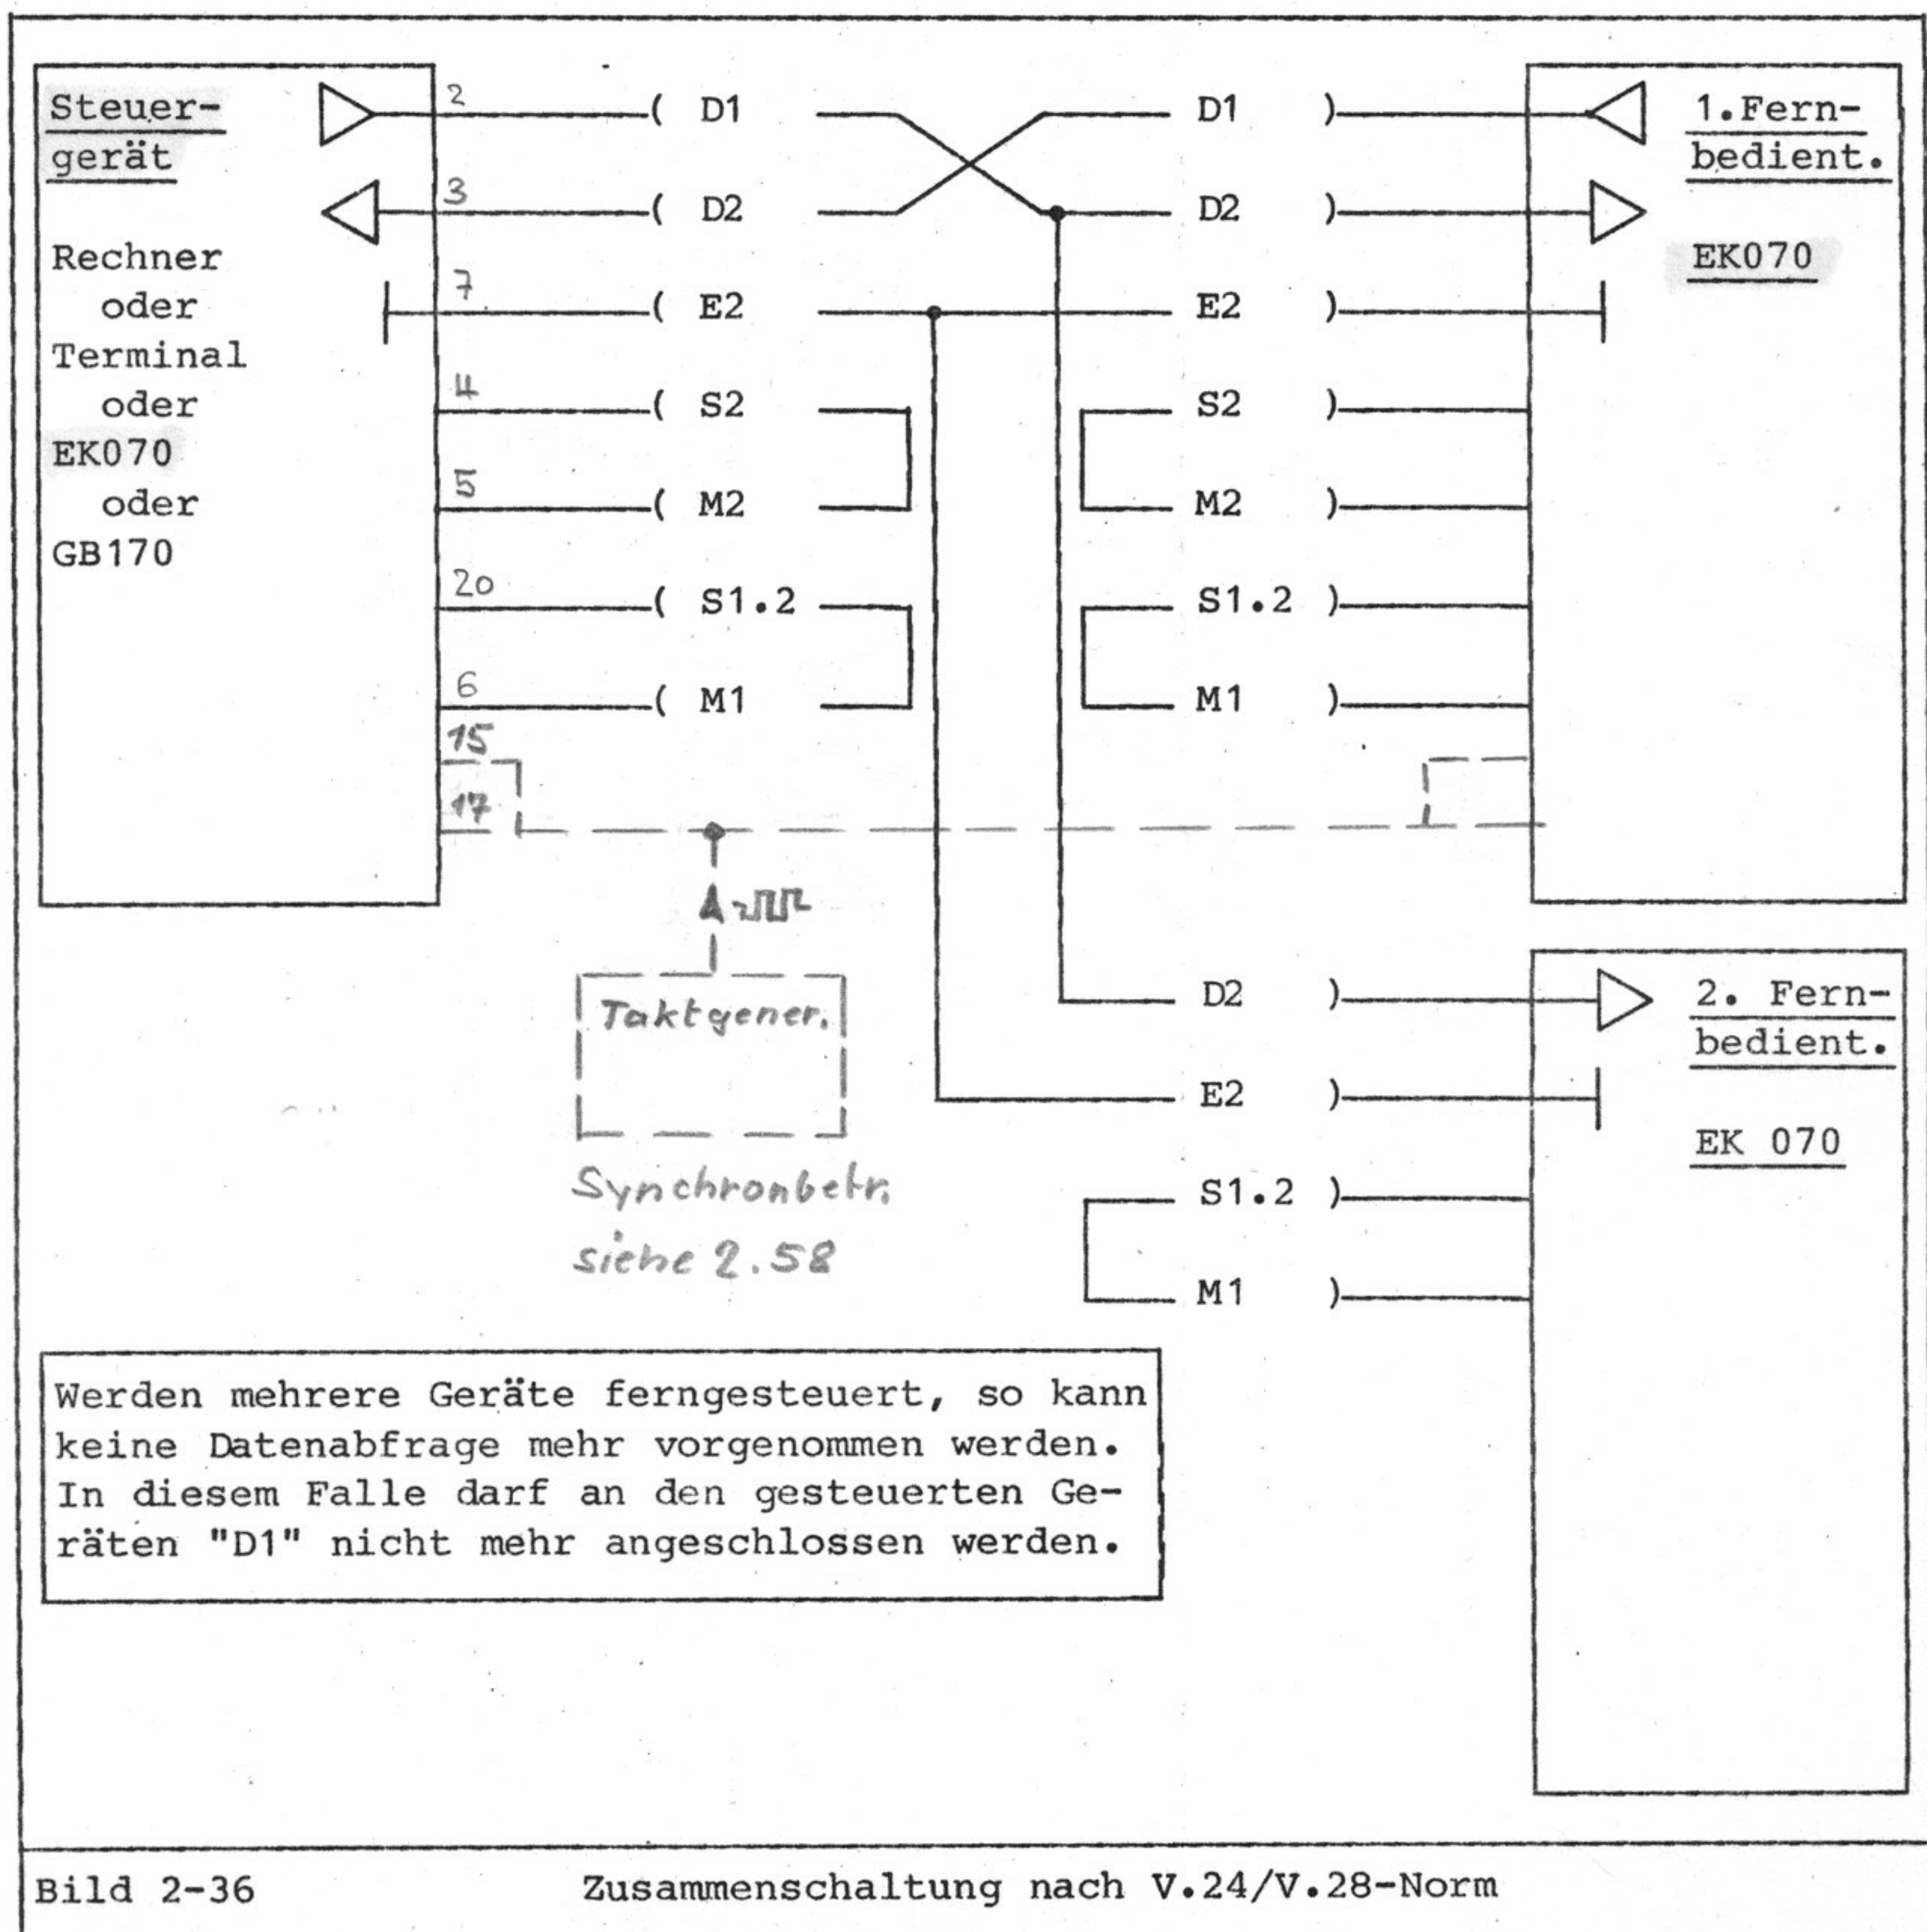 Steuer-
gerät
Rechner
oder
Terminal
oder
EK070
oder
GB170
2 ( D1
3 ( D2
7 ( E2
4 ( S2
5 ( M2
20 ( S1.2
6 ( M1
15
17
D1 )
D2 )
E2 )
S2 )
M2 )
S1.2 )
M1 )
1.Fern-
bedient.
EK070
Taktgener.
Synchronbetr.
siehe 2.58
D2 )
E2 )
S1.2 )
M1 )
2. Fern-
bedient.
EK 070
Werden mehrere Geräte ferngesteuert, so kann
keine Datenabfrage mehr vorgenommen werden.
In diesem Falle darf an den gesteuerten Ge-
räten "D1" nicht mehr angeschlossen werden.
Bild 2-36 Zusammenschaltung nach V.24/V.28-Norm